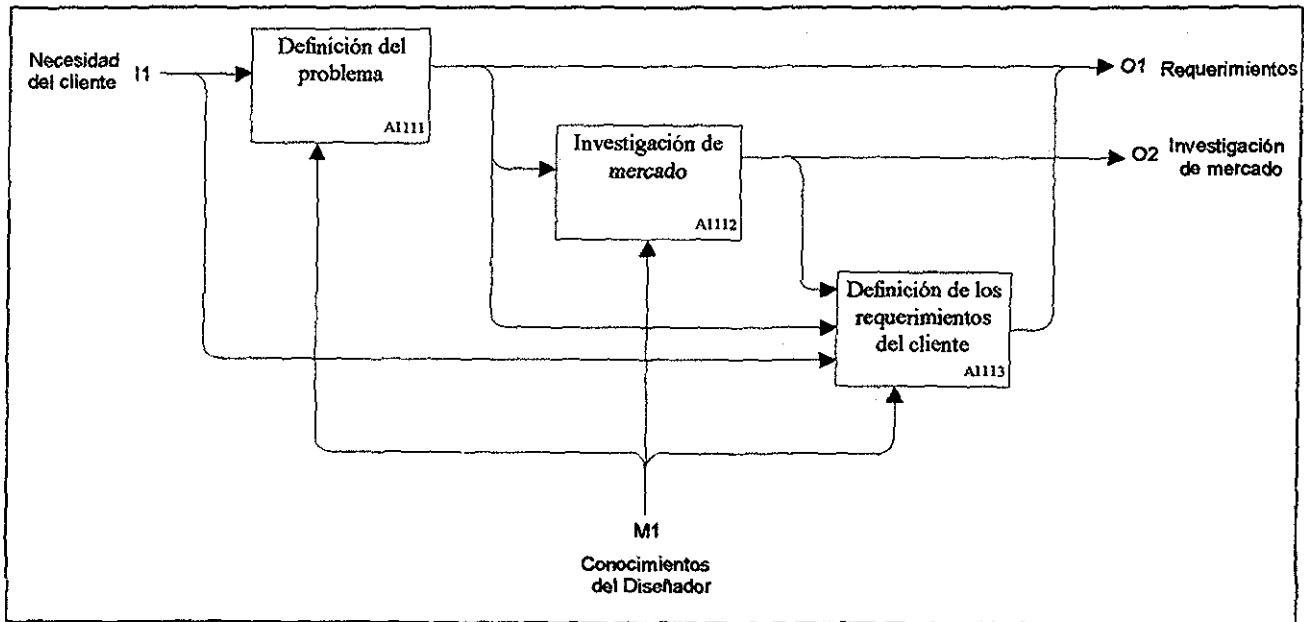 Necesidad
del cliente
I1
Definición del
problema
A1111
O1 Requerimientos
Investigación de
mercado
A1112
O2 Investigación
de mercado
Definición de los
requerimientos
del cliente
A1113
M1
Conocimientos
del Diseñador